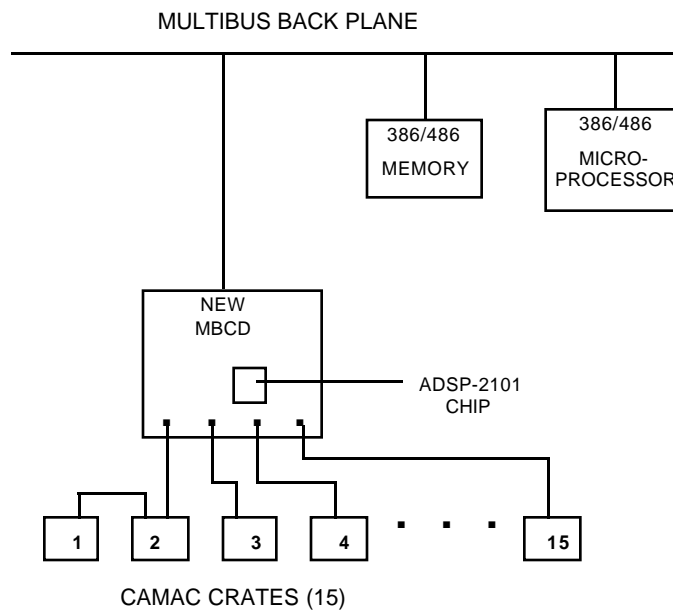 MULTIBUS BACK PLANE
386/486
MEMORY
386/486
MICRO-
PROCESSOR
NEW
MBCD
ADSP-2101
CHIP
1 2 3 4 . . . 15
CAMAC CRATES (15)